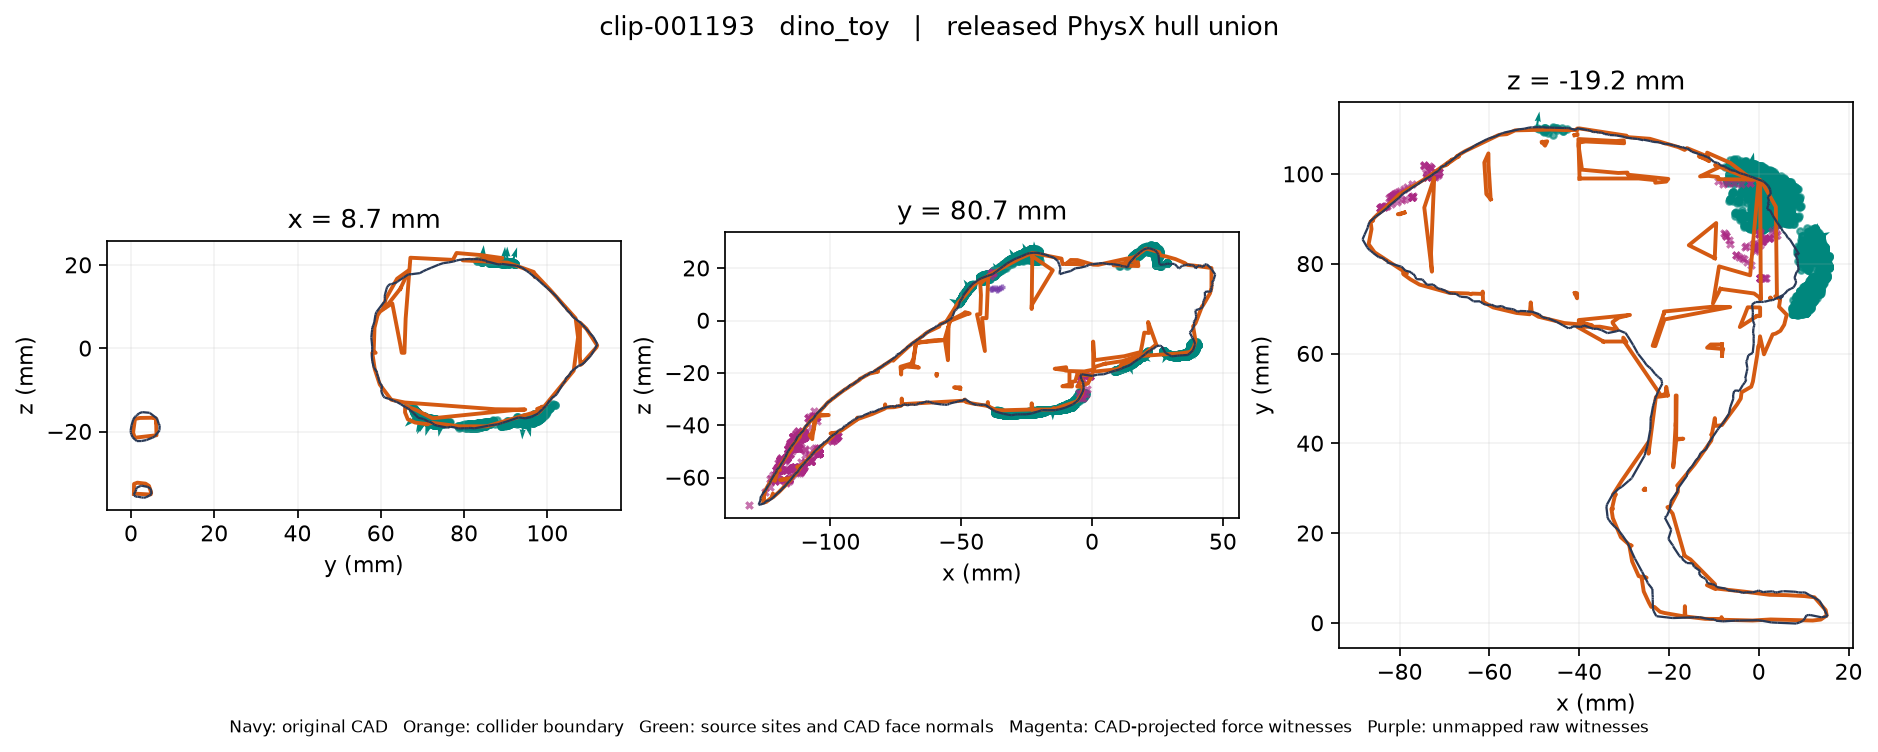 clip-001193   dino_toy   |   released PhysX hull union
x = 8.7 mm
z (mm)
20
0
−20
0
20
40
60
80
100
y (mm)
y = 80.7 mm
z (mm)
20
0
−20
−40
−60
−100
−50
0
50
x (mm)
z = -19.2 mm
y (mm)
100
80
60
40
20
0
−80
−60
−40
−20
0
20
x (mm)
Navy: original CAD   Orange: collider boundary   Green: source sites and CAD face normals   Magenta: CAD-projected force witnesses   Purple: unmapped raw witnesses